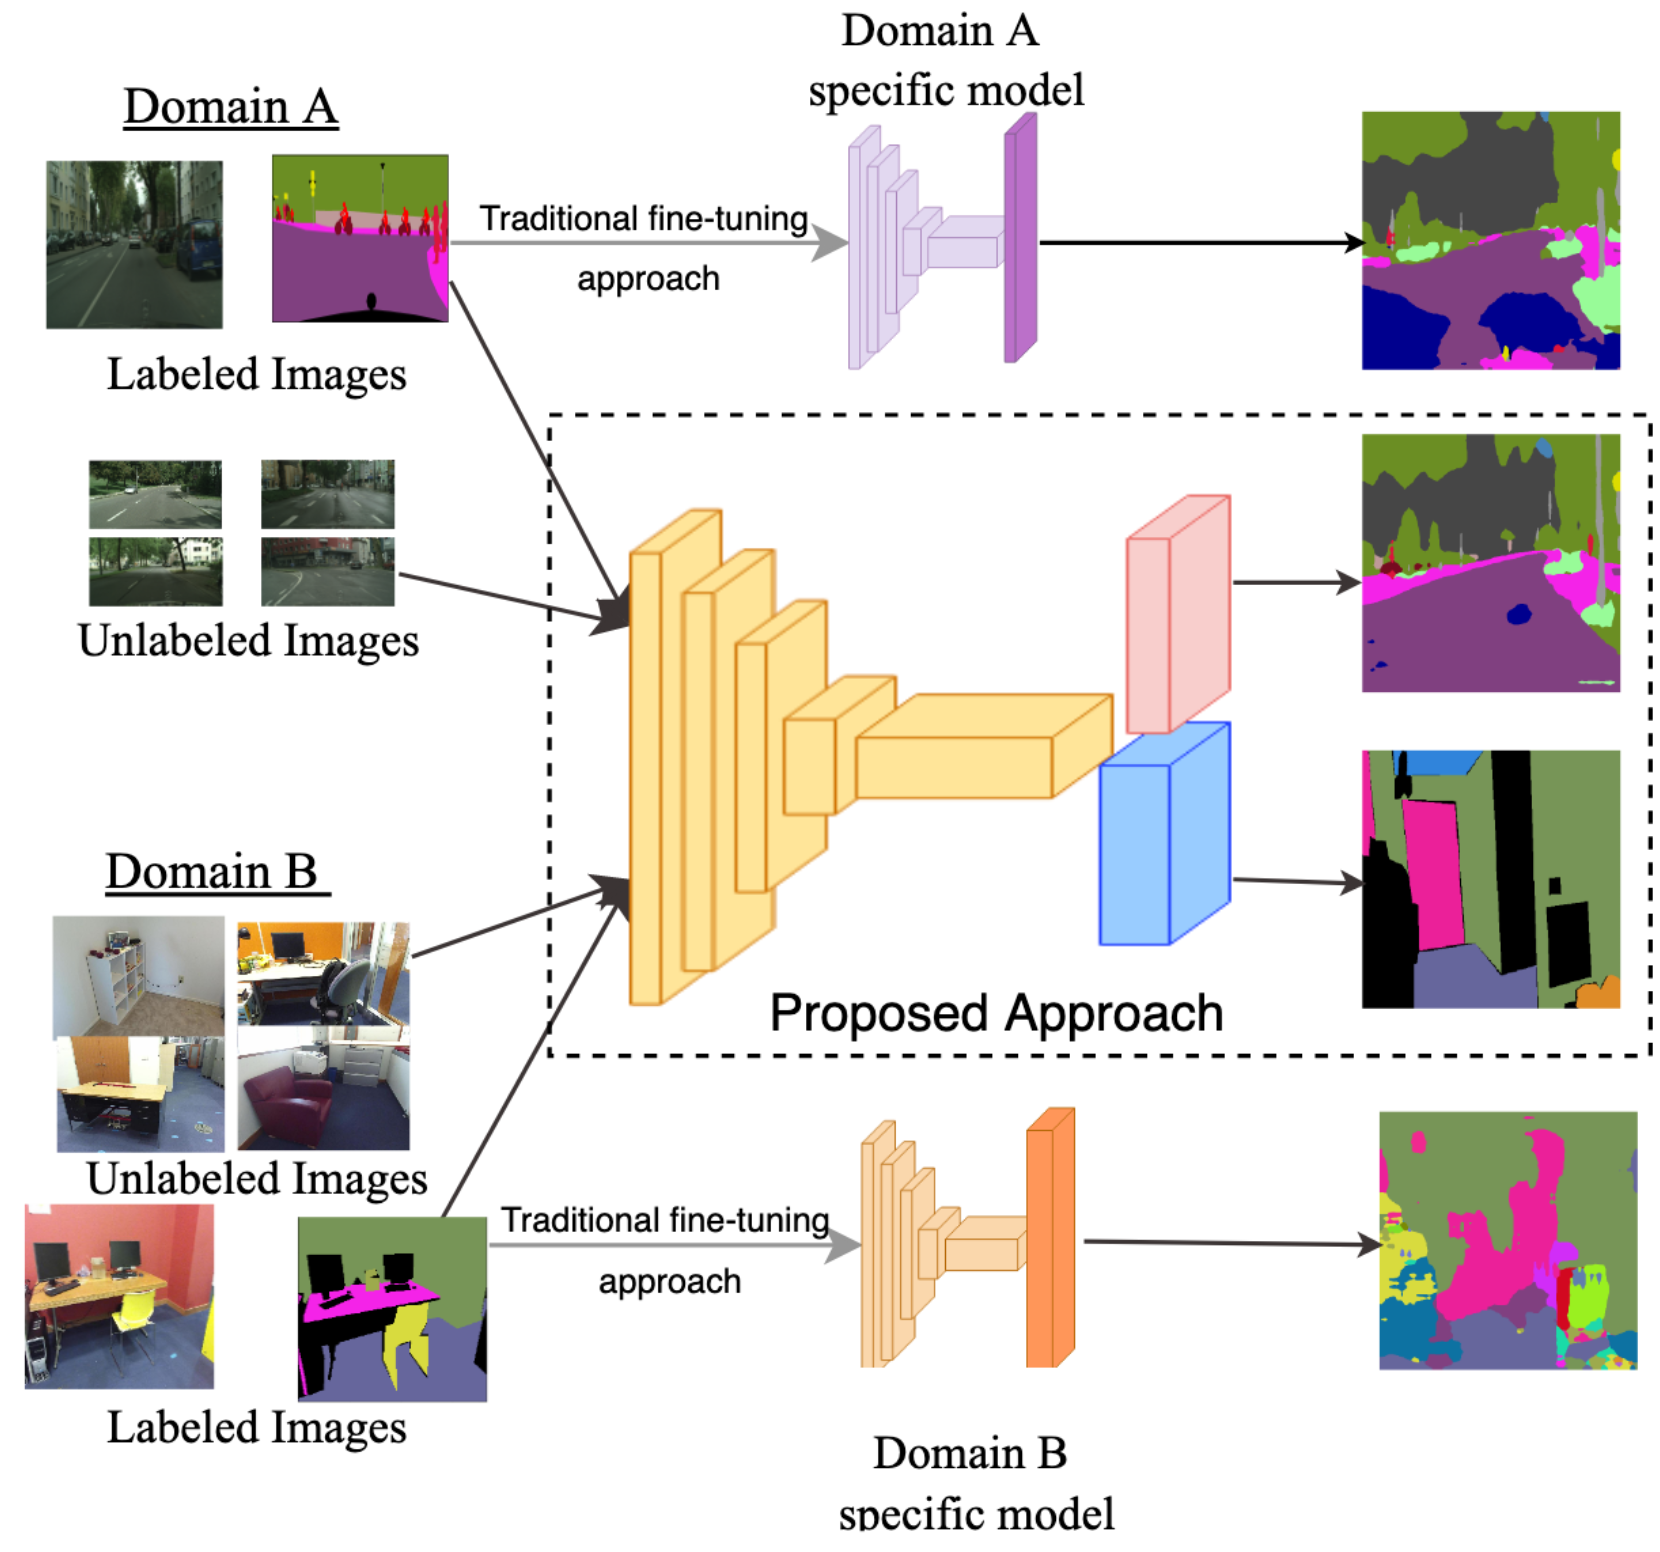 Domain A
specific model
Domain A
Traditional fine-tuning
approach
Labeled Images
Unlabeled Images
Domain B
Proposed Approach
Unlabeled Images
Traditional fine-tuning
approach
Labeled Images
Domain B
specific model